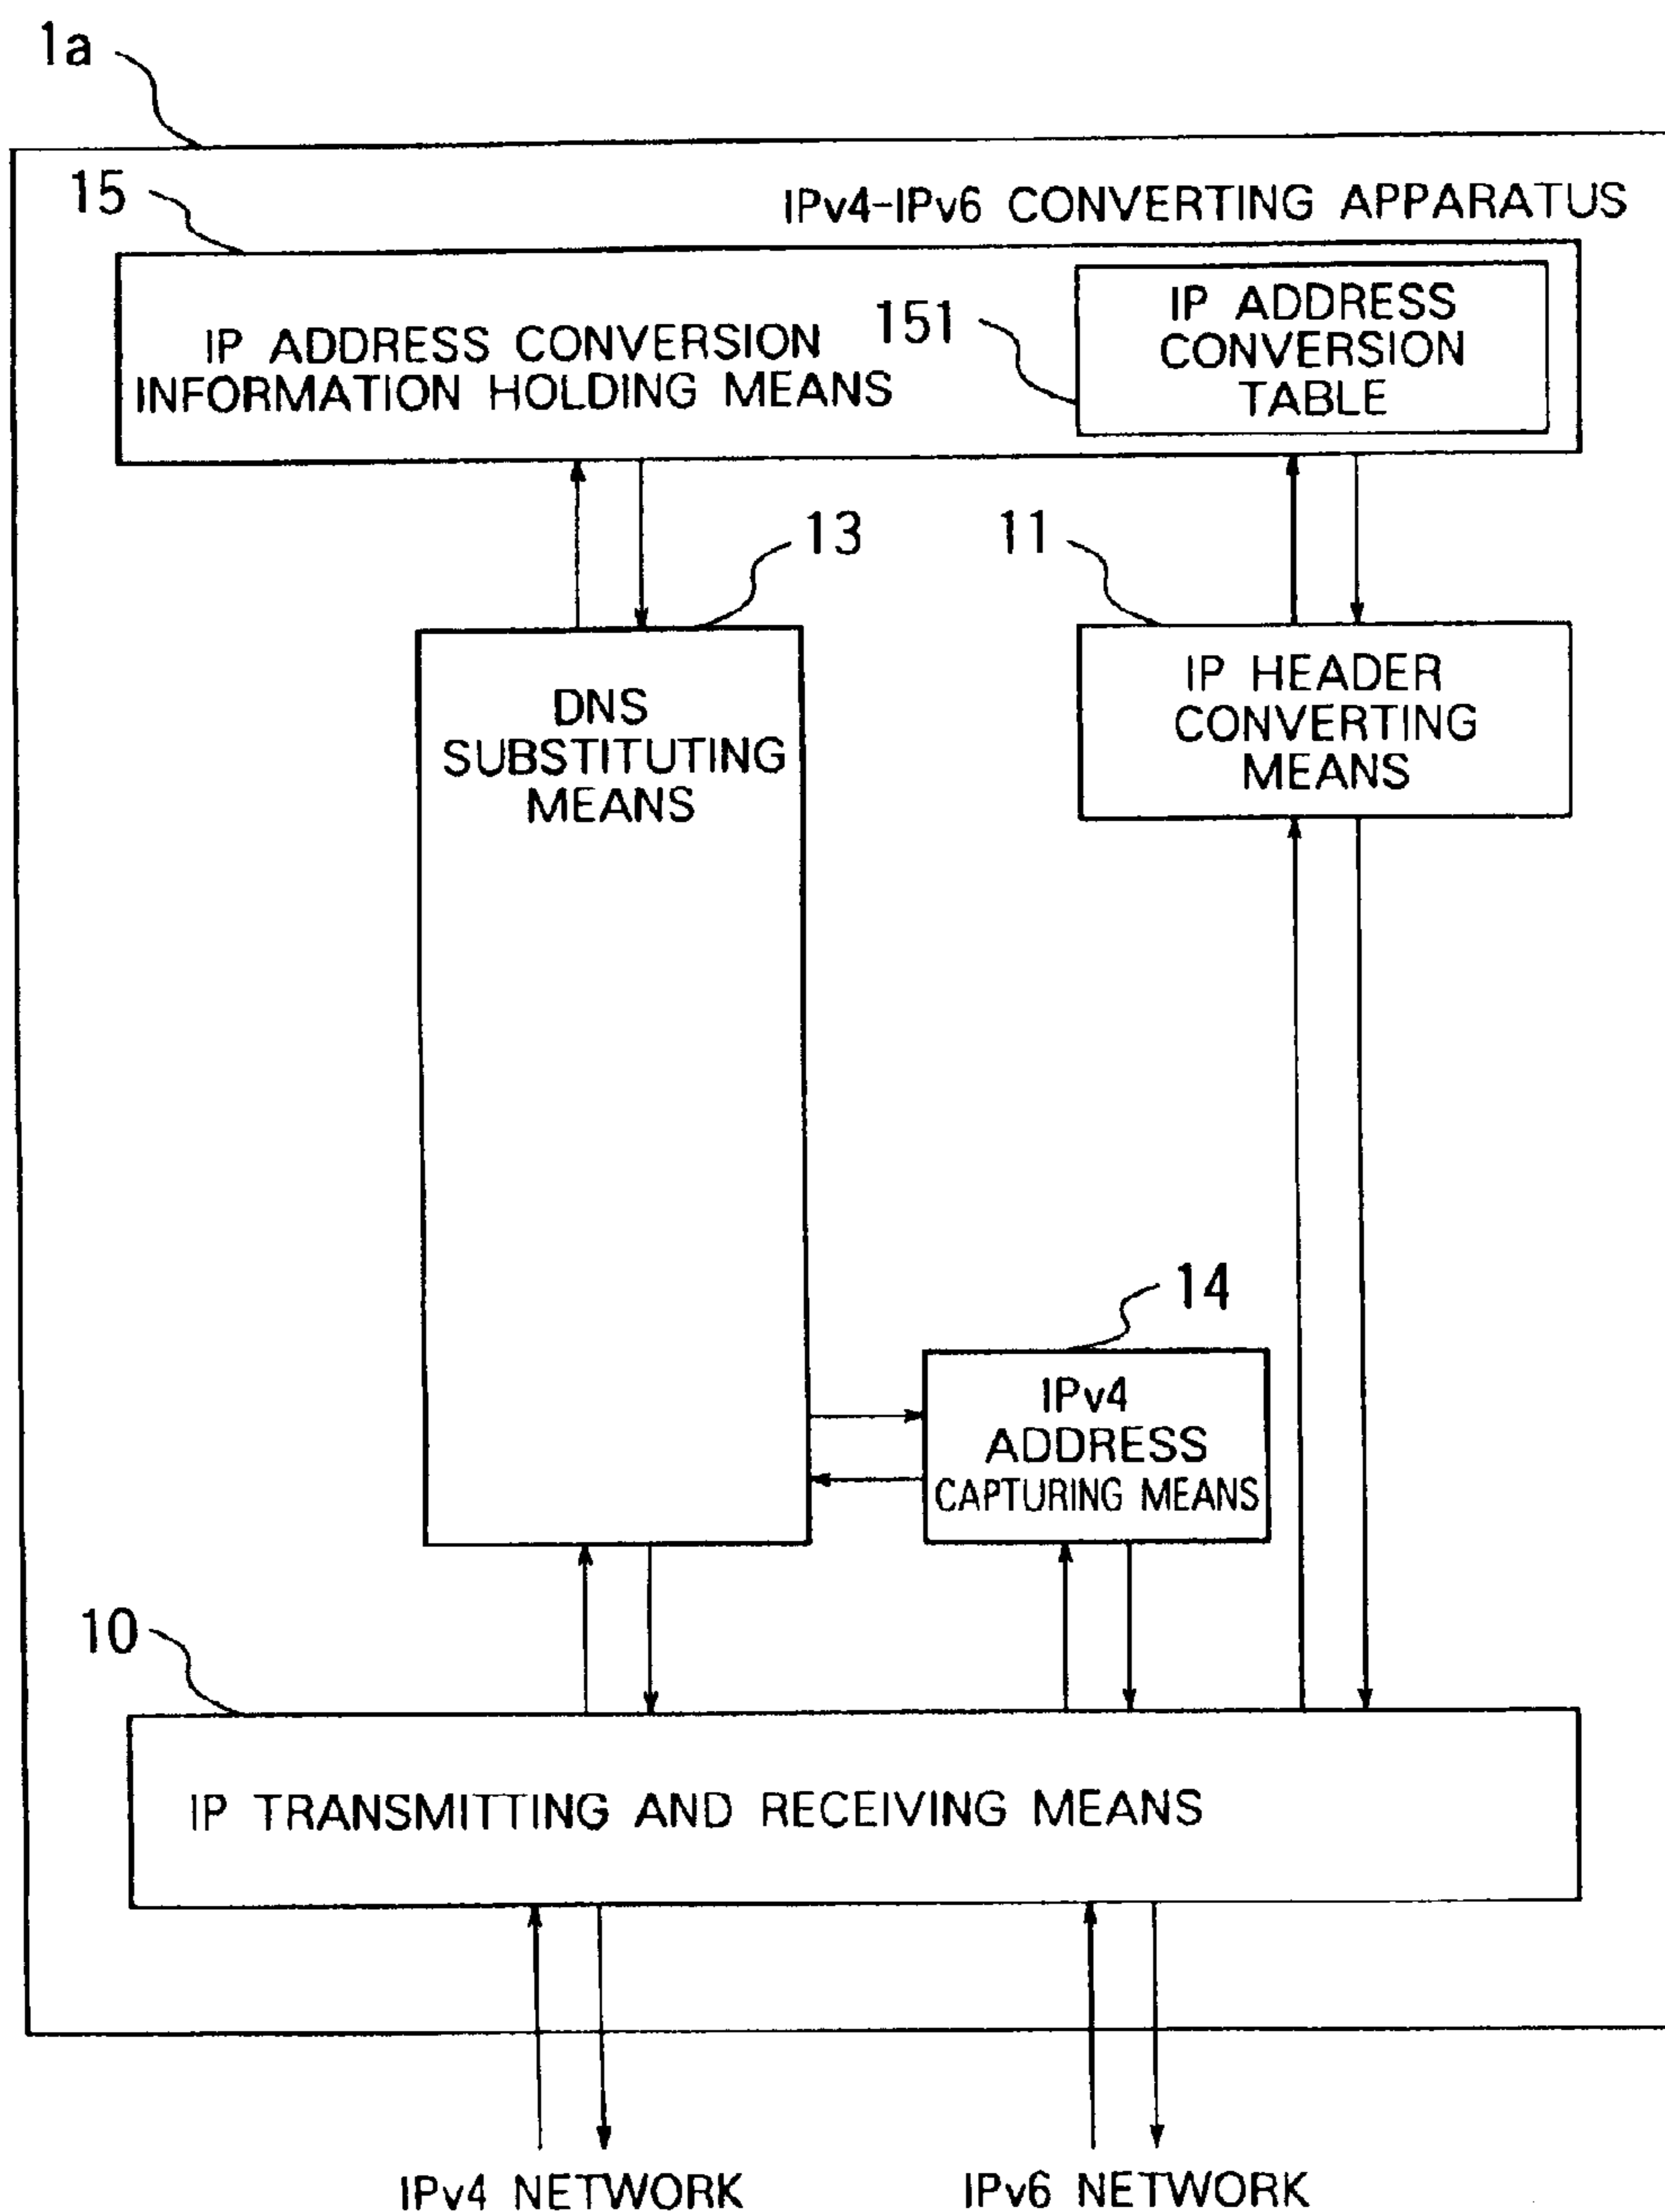 1a
15
IPv4-IPv6 CONVERTING APPARATUS
IP ADDRESS CONVERSION
INFORMATION HOLDING MEANS
151
IP ADDRESS
CONVERSION
TABLE
13
11
DNS
SUBSTITUTING
MEANS
IP HEADER
CONVERTING
MEANS
14
IPv4
ADDRESS
CAPTURING MEANS
10
IP TRANSMITTING AND RECEIVING MEANS
IPv4 NETWORK
IPv6 NETWORK